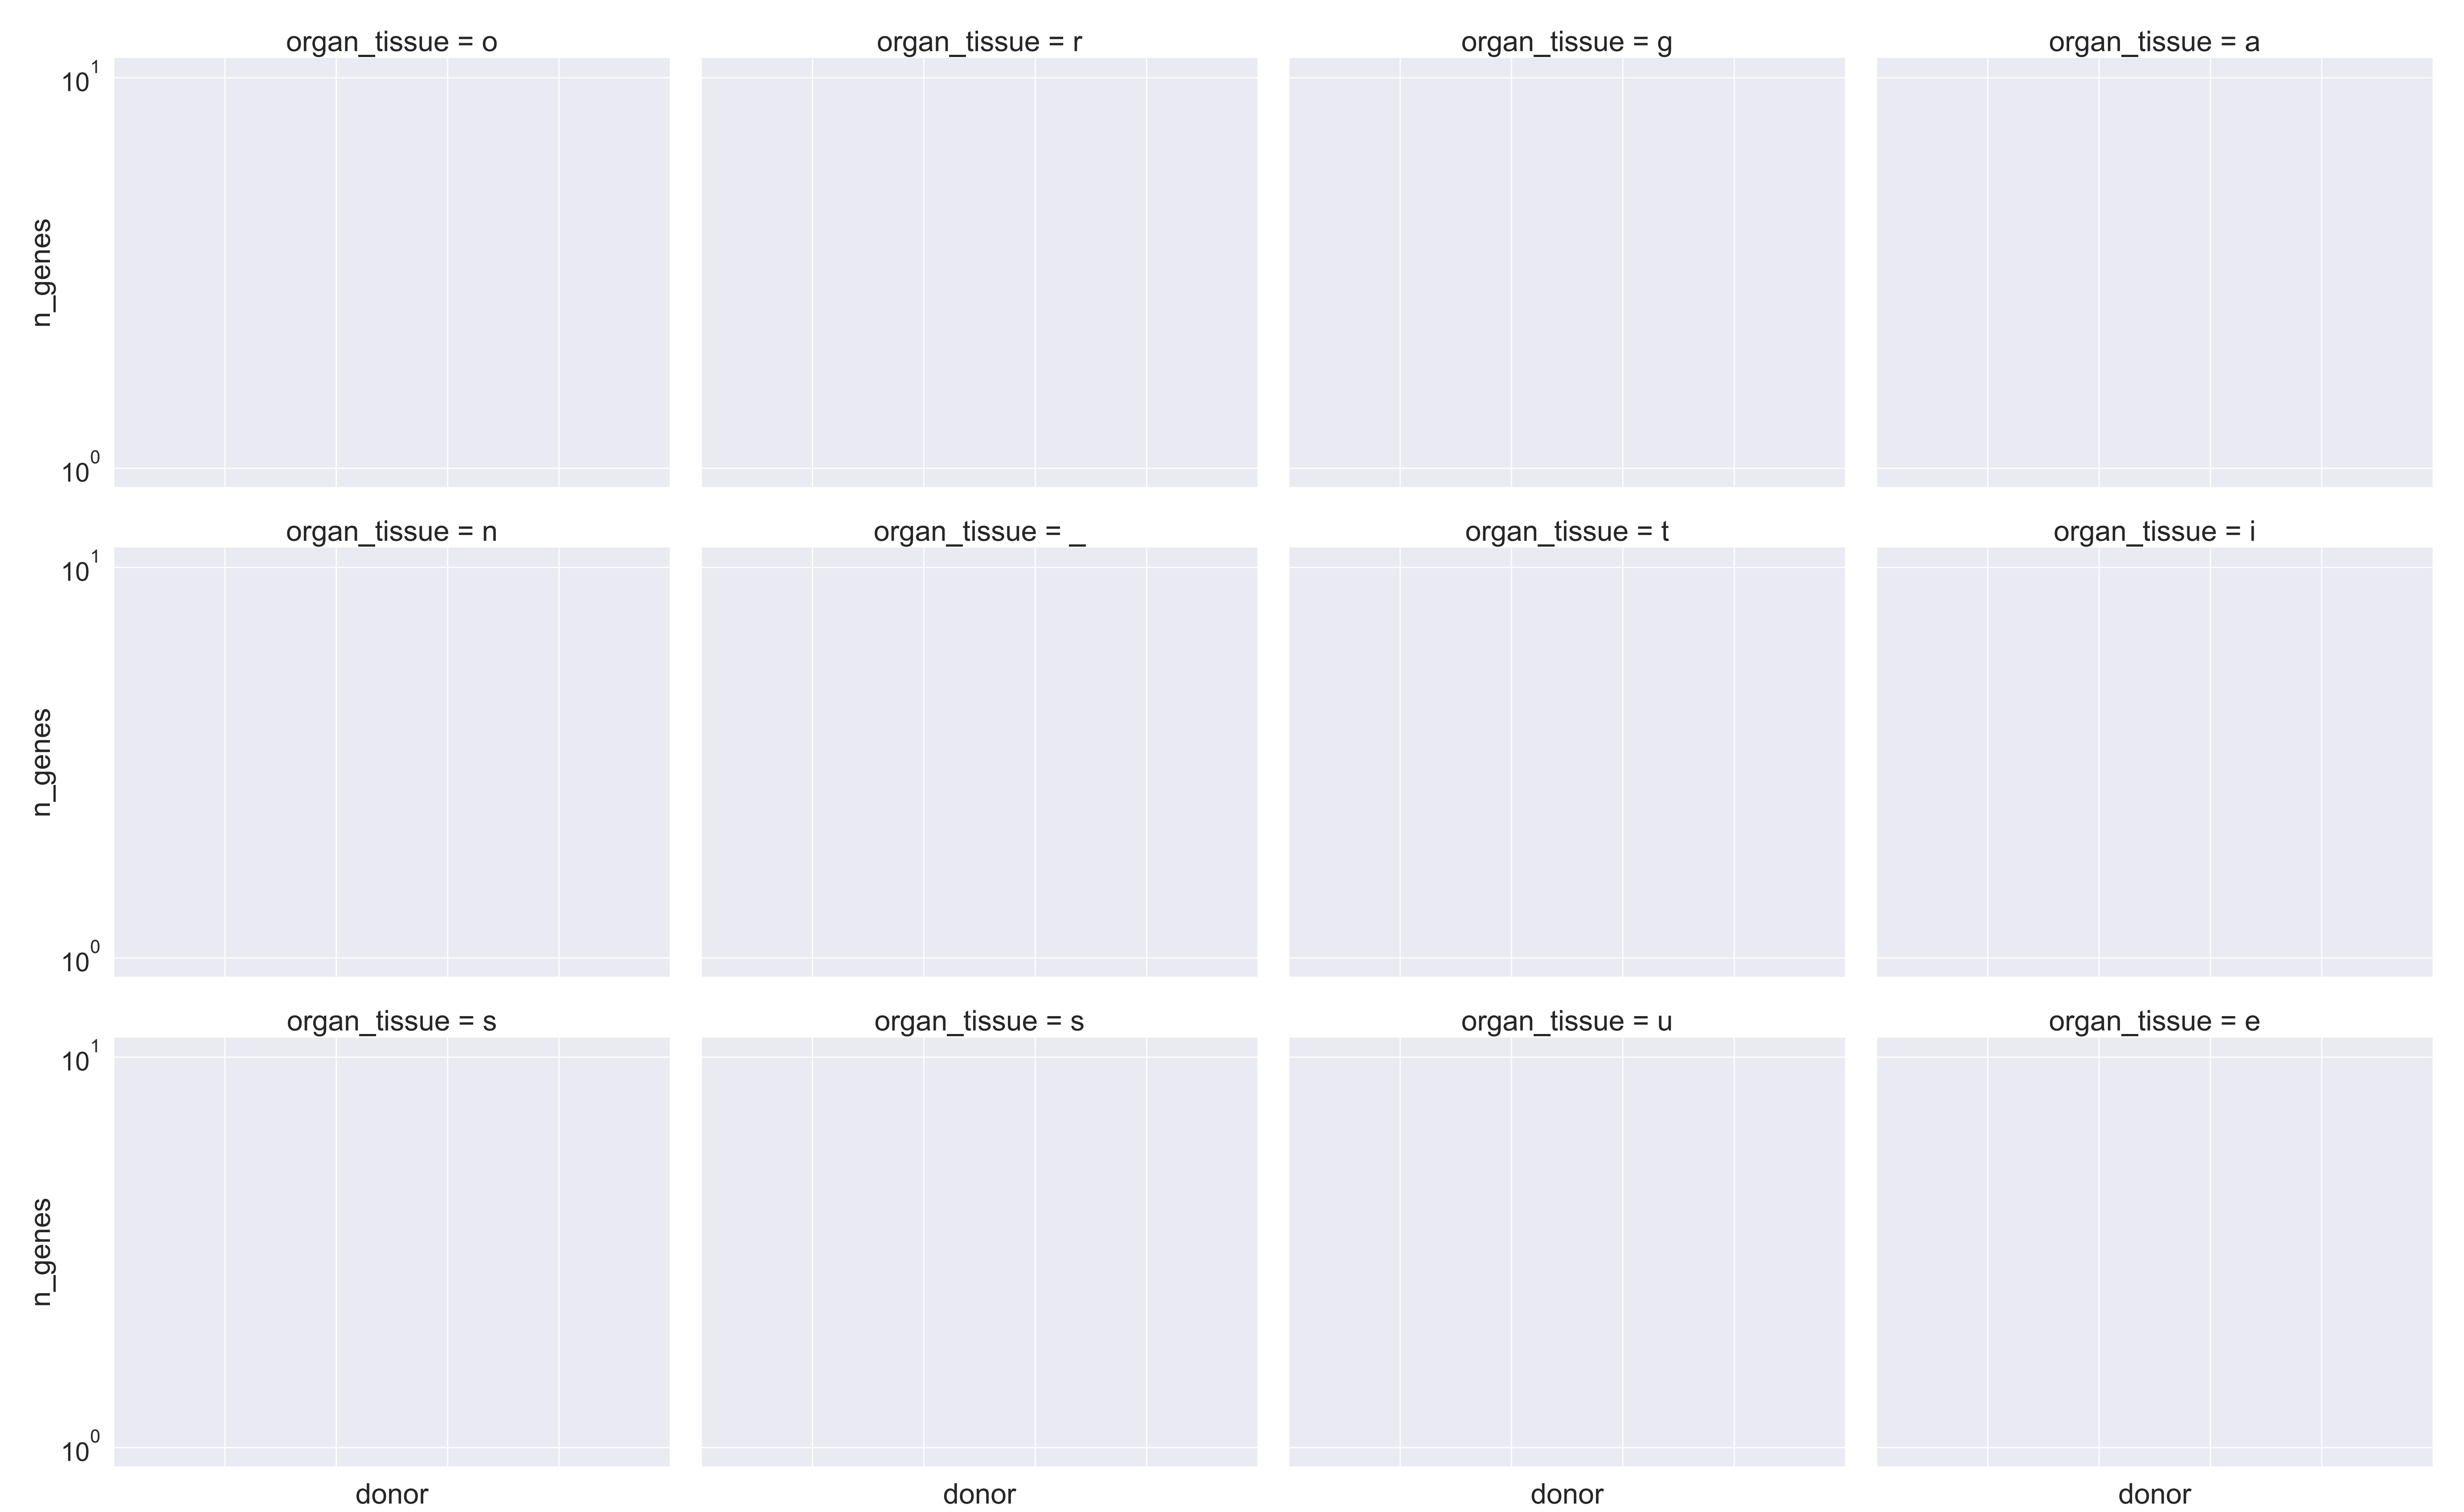 organ_tissue = o
organ_tissue = r
organ_tissue = g
organ_tissue = a
10^1
n_genes
10^0
organ_tissue = n
organ_tissue = _
organ_tissue = t
organ_tissue = i
10^1
n_genes
10^0
organ_tissue = s
organ_tissue = s
organ_tissue = u
organ_tissue = e
10^1
n_genes
10^0
donor
donor
donor
donor